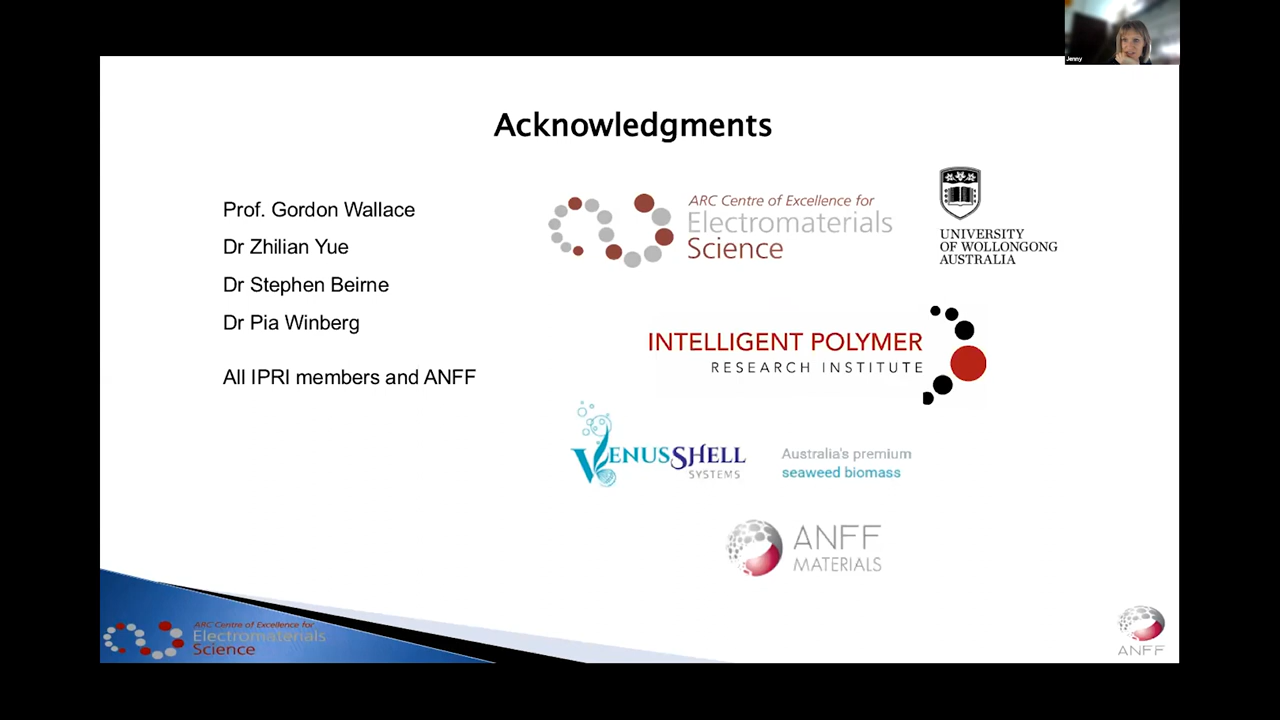 Jenny
Acknowledgments
Prof. Gordon Wallace
Dr Zhilian Yue
Dr Stephen Beirne
Dr Pia Winberg
All IPRI members and ANFF
ARC Centre of Excellence for
Electromaterials
Science
UNIVERSITY
OF WOLLONGONG
AUSTRALIA
INTELLIGENT POLYMER
RESEARCH INSTITUTE
VENUSSHELL
SYSTEMS
Australia's premium
seaweed biomass
ANFF
MATERIALS
ARC Centre of Excellence for
Electromaterials
Science
ANFF